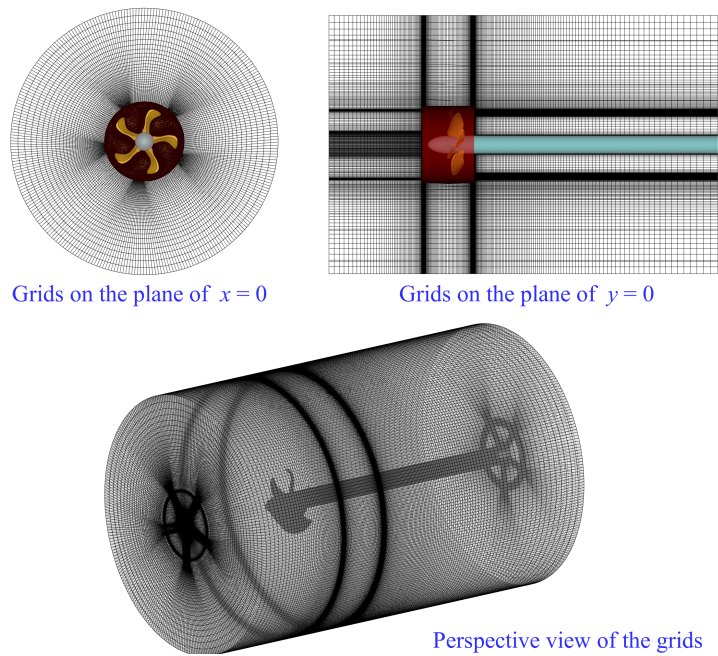 Grids on the plane of x = 0
Grids on the plane of y = 0
Perspective view of the grids